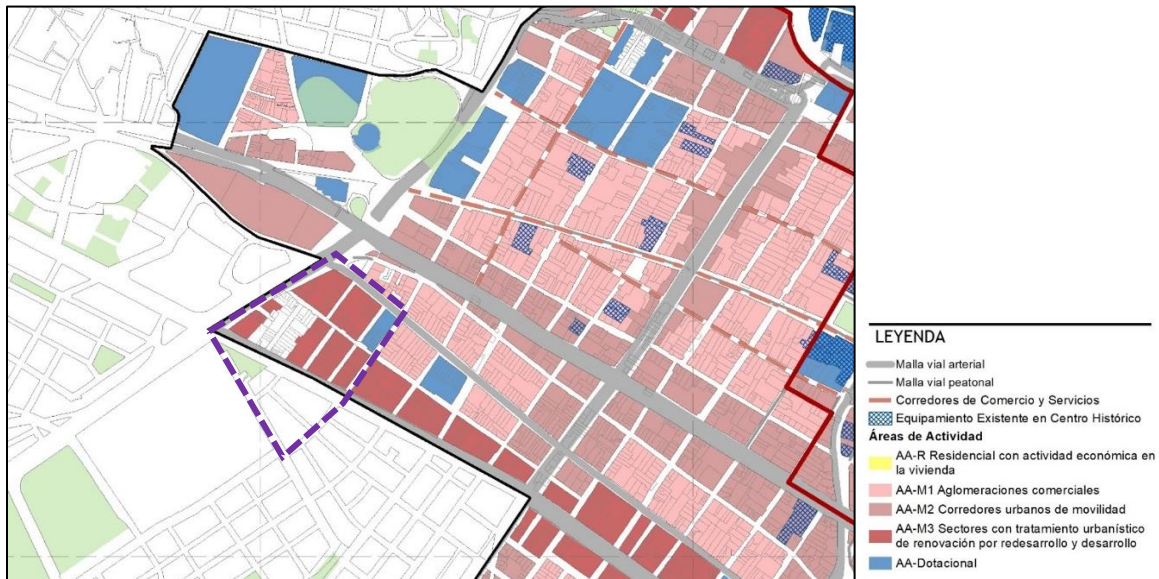 LEYENDA
Malla vial arterial
Malla vial peatonal
Corredores de Comercio y Servicios
Equipamiento Existente en Centro Histórico
Áreas de Actividad
AA-R Residencial con actividad económica en
la vivienda
AA-M1 Aglomeraciones comerciales
AA-M2 Corredores urbanos de movilidad
AA-M3 Sectores con tratamiento urbanístico
de renovación por redesarrollo y desarrollo
AA-Dotacional